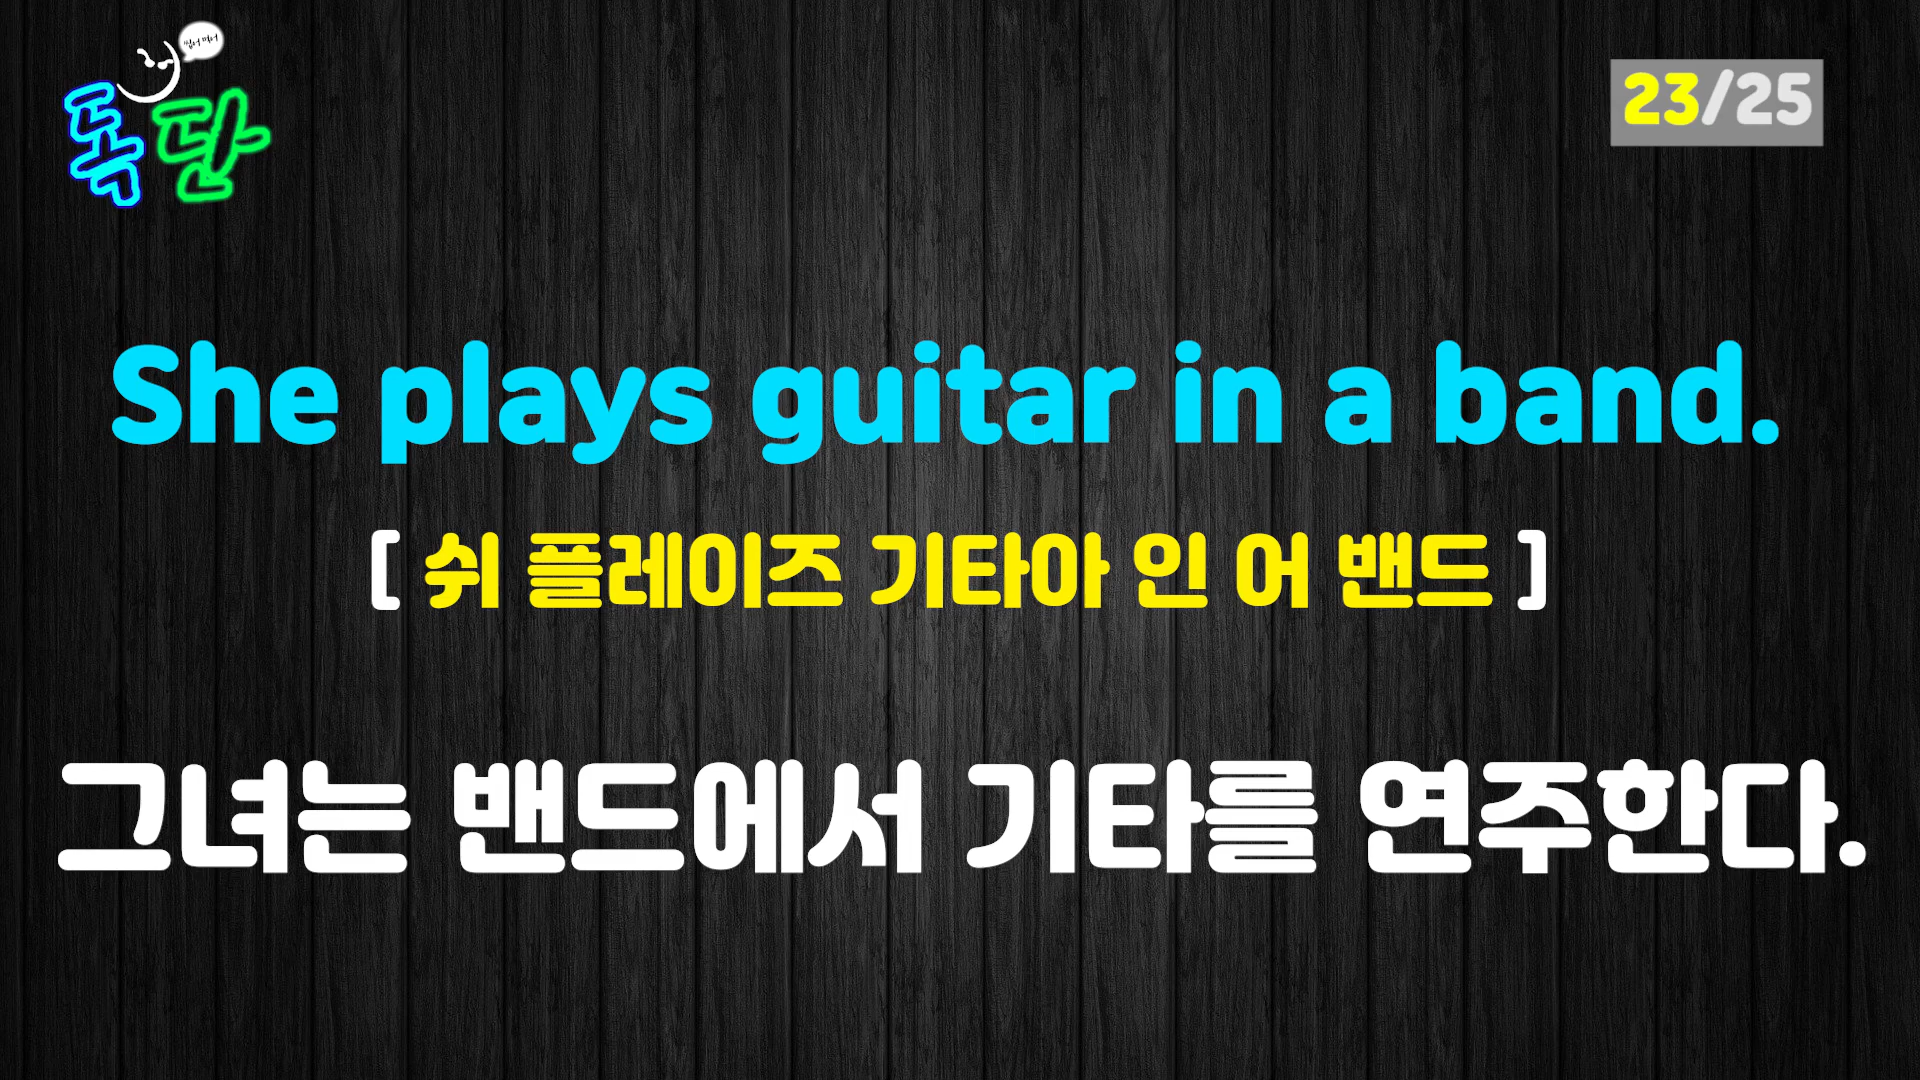 독단
23/25
She plays guitar in a band.
[ 쉬 플레이즈 기타아 인 어 밴드 ]
그녀는 밴드에서 기타를 연주한다.